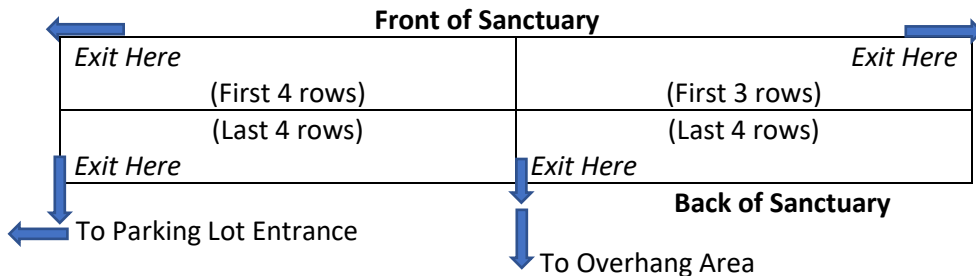 Front of Sanctuary
Exit Here Exit Here
(First 4 rows) (First 3 rows)
(Last 4 rows) (Last 4 rows)
Exit Here Exit Here
Back of Sanctuary
To Parking Lot Entrance
To Overhang Area